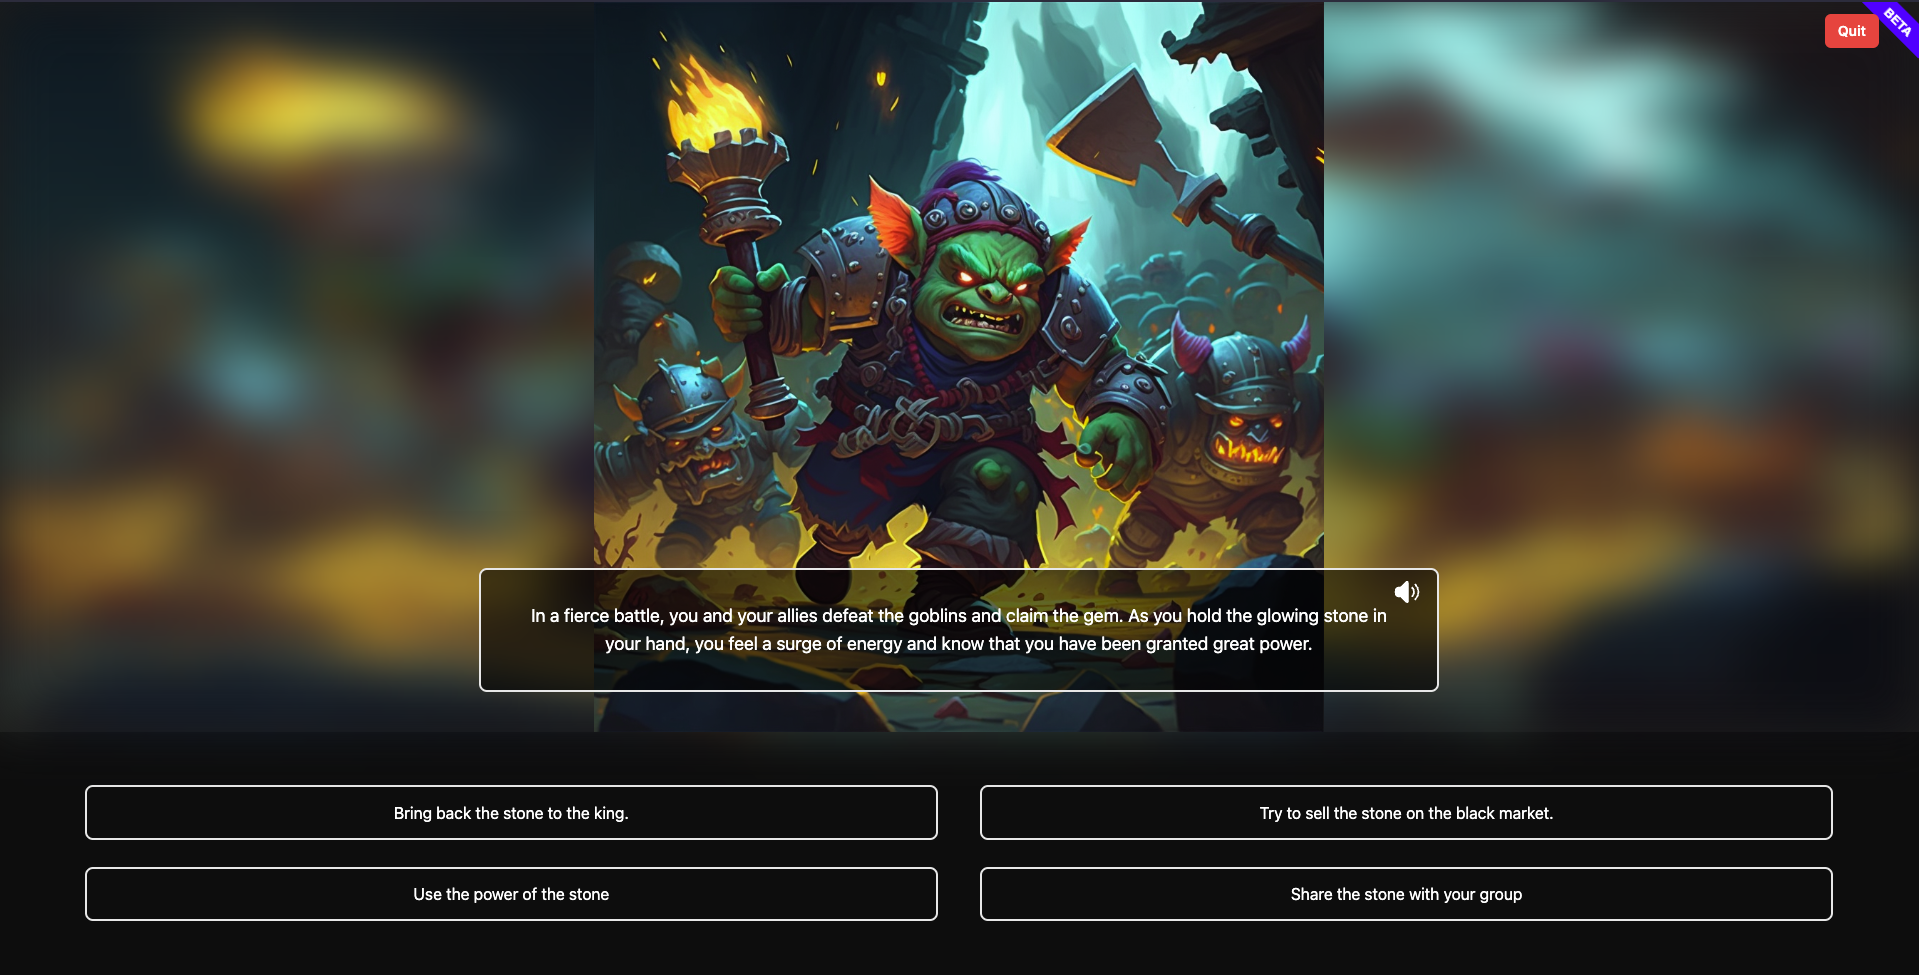 Quit
BETA
In a fierce battle, you and your allies defeat the goblins and claim the gem. As you hold the glowing stone in
your hand, you feel a surge of energy and know that you have been granted great power.
Bring back the stone to the king.
Try to sell the stone on the black market.
Use the power of the stone
Share the stone with your group